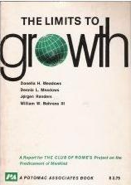 THE LIMITS TO
growth
Donella H. Meadows
Dennis L. Meadows
Jørgen Randers
William W. Behrens III
A Report for THE CLUB OF ROME'S Project on the
Predicament of Mankind
A POTOMAC ASSOCIATES BOOK